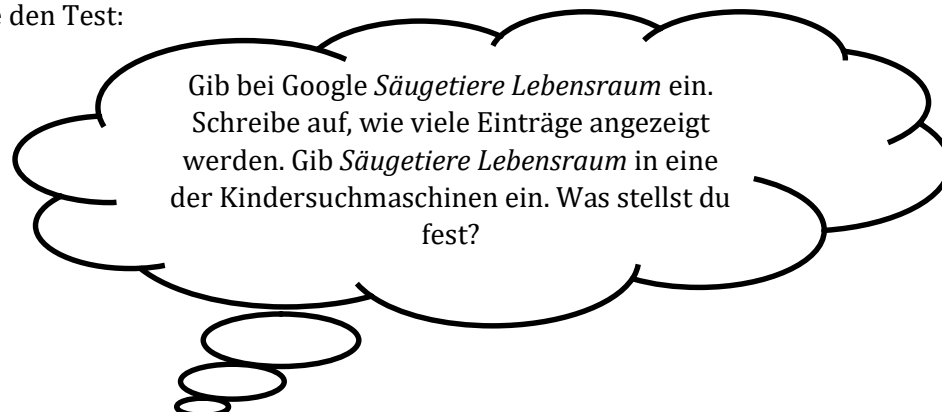 den Test:
Gib bei Google Säugetiere Lebensraum ein.
Schreibe auf, wie viele Einträge angezeigt
werden. Gib Säugetiere Lebensraum in eine
der Kindersuchmaschinen ein. Was stellst du
fest?